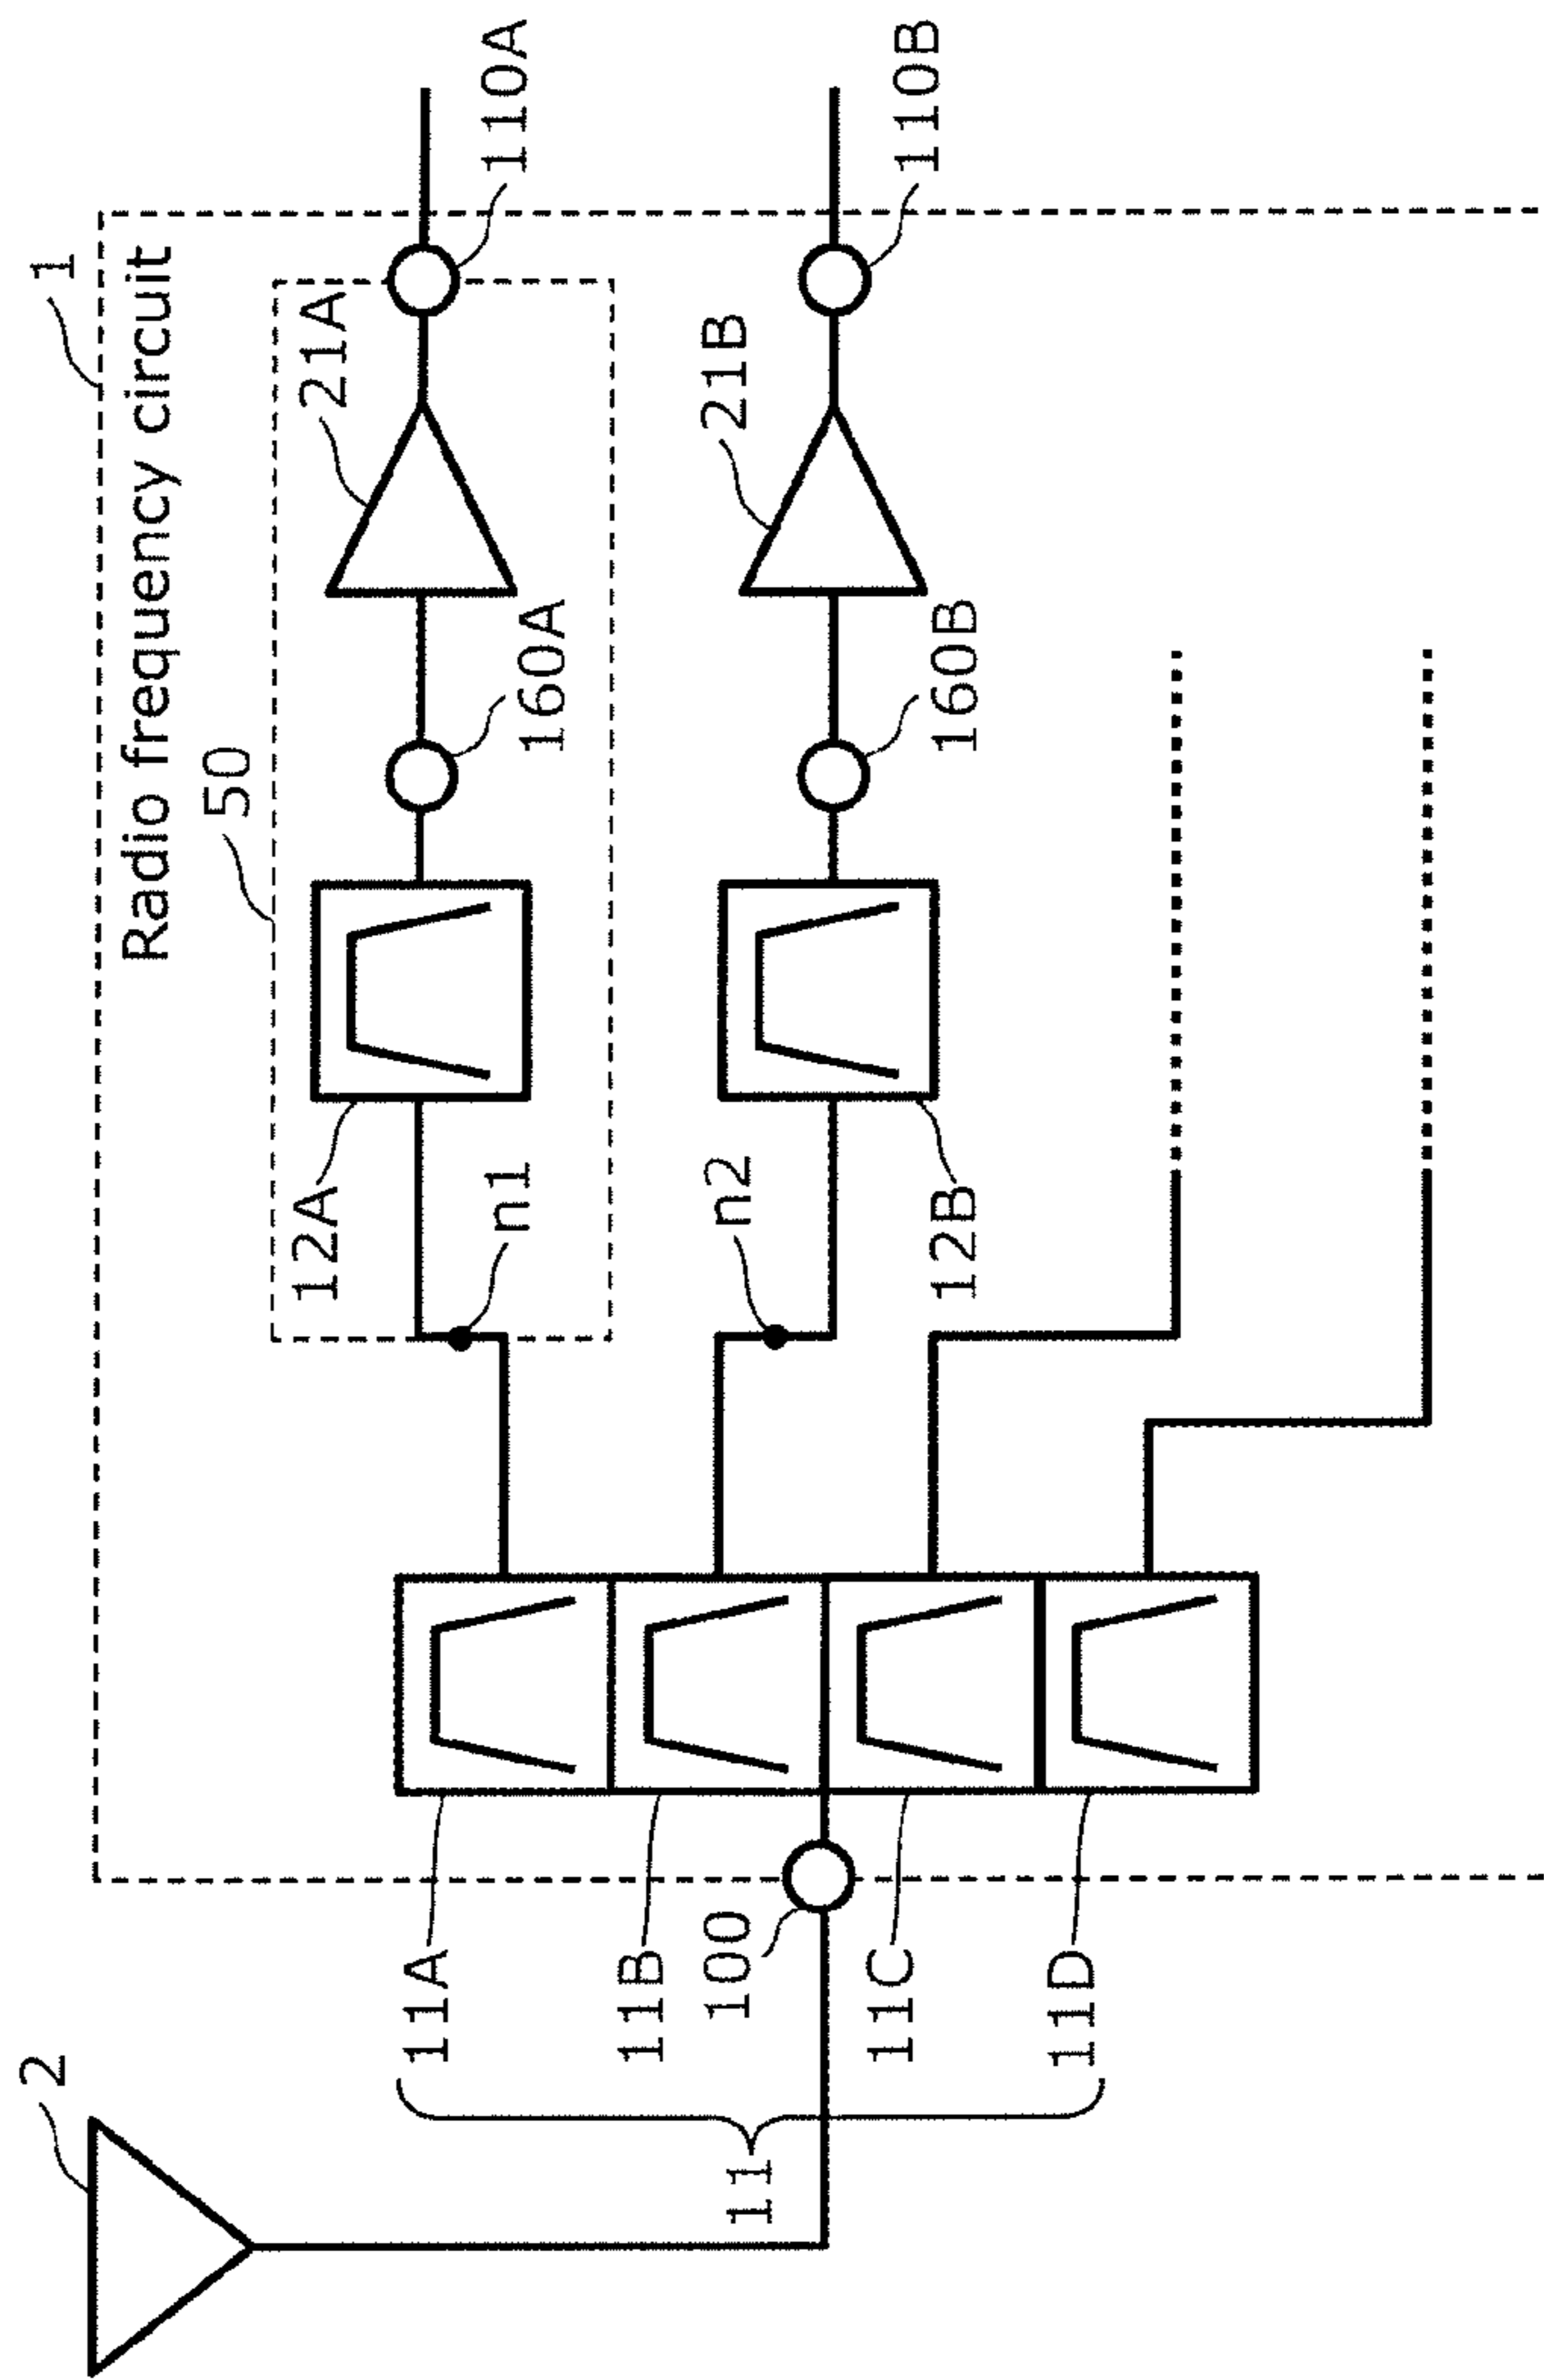 1
Radio frequency circuit
2
50
21A
110A
12A
160A
n1
21B
110B
n2
160B
12B
11A
11B
100
11C
11D
11